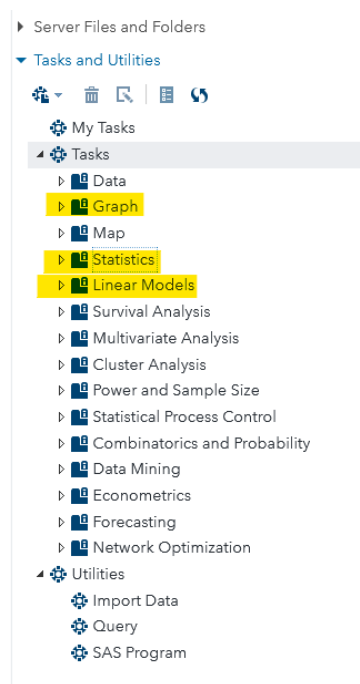 Server Files and Folders
Tasks and Utilities
My Tasks
Tasks
Data
Graph
Map
Statistics
Linear Models
Survival Analysis
Multivariate Analysis
Cluster Analysis
Power and Sample Size
Statistical Process Control
Combinatorics and Probability
Data Mining
Econometrics
Forecasting
Network Optimization
Utilities
Import Data
Query
SAS Program